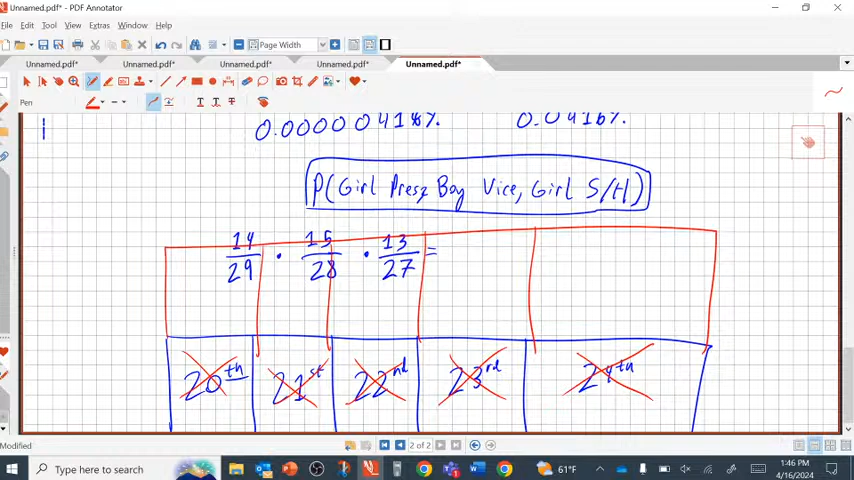 Unnamed.pdf* - PDF Annotator
File Edit Tool View Extras Window Help
Page Width
Unnamed.pdf* Unnamed.pdf* Unnamed.pdf* Unnamed.pdf* Unnamed.pdf*
Pen
0.0000041% 0.0416%.
P(Girl Pres, Boy Vice, Girl S/H)
14/29 · 15/28 · 13/27 =
20th 21st 22nd 23rd 24th
Modified 2 of 2
Type here to search 61°F 1:46 PM
4/16/2024